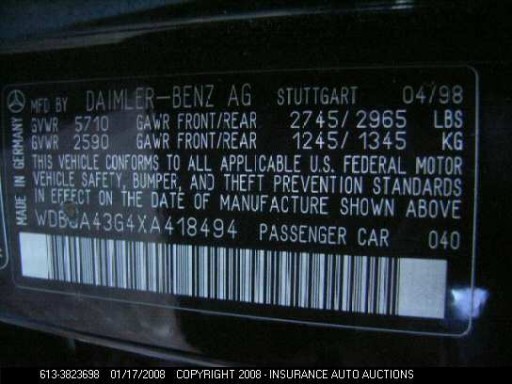 MFD BY DAIMLER-BENZ AG STUTTGART 04/98
GVWR 5710 GAWR FRONT/REAR 2745/2965 LBS
GVWR 2590 GAWR FRONT/REAR 1245/1345 KG
THIS VEHICLE CONFORMS TO ALL APPLICABLE U.S. FEDERAL MOTOR
VEHICLE SAFETY, BUMPER, AND THEFT PREVENTION STANDARDS
IN EFFECT ON THE DATE OF MANUFACTURE SHOWN ABOVE
WDBGA43G4XA418494 PASSENGER CAR 040
MADE IN GERMANY
613-3823698 01/17/2008 COPYRIGHT 2008 - INSURANCE AUTO AUCTIONS